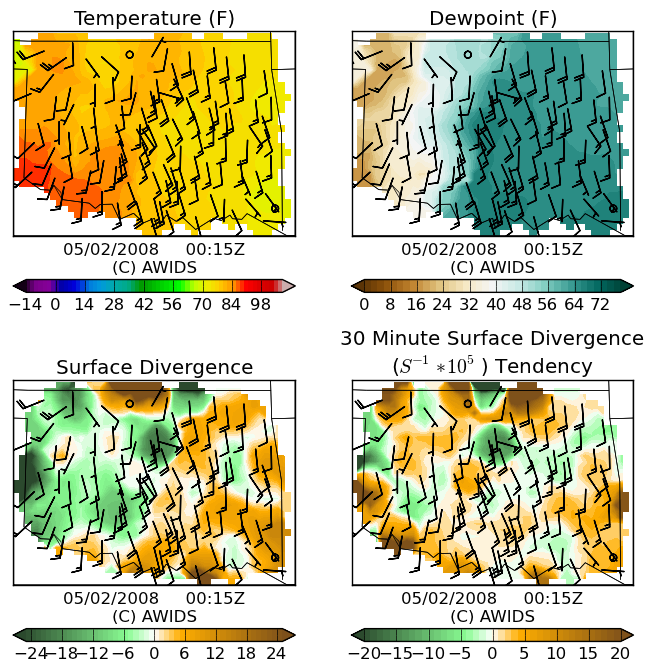 Temperature (F)
Dewpoint (F)
05/02/2008 00:15Z
(C) AWIDS
05/02/2008 00:15Z
(C) AWIDS
−14 0 14 28 42 56 70 84 98
0 8 16 24 32 40 48 56 64 72
Surface Divergence
30 Minute Surface Divergence
(S⁻¹ *10⁵ ) Tendency
05/02/2008 00:15Z
(C) AWIDS
05/02/2008 00:15Z
(C) AWIDS
−24 −18 −12 −6 0 6 12 18 24
−20 −15 −10 −5 0 5 10 15 20